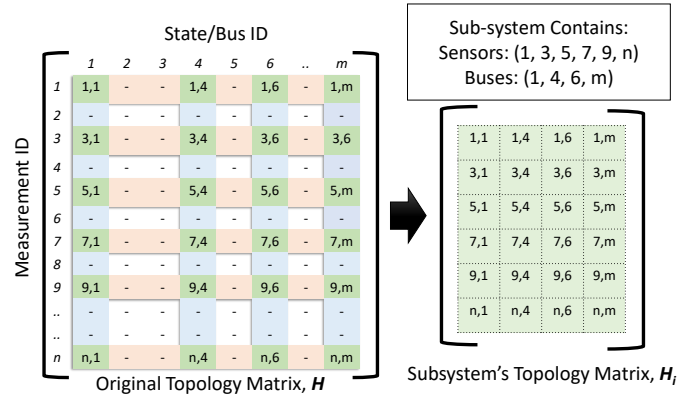 State/Bus ID
1 2 3 4 5 6 .. m
Measurement ID
1 1,1 - - 1,4 - 1,6 - 1,m
2 - - - -
3 3,1 - - 3,4 - 3,6 - 3,6
4 - - - -
5 5,1 - - 5,4 - 5,6 - 5,m
6 - - - -
7 7,1 - - 7,4 - 7,6 - 7,m
8 - - - -
9 9,1 - - 9,4 - 9,6 - 9,m
.. - - - -
.. - - - -
n n,1 - - n,4 - n,6 - n,m
Original Topology Matrix, H
Sub-system Contains:
Sensors: (1, 3, 5, 7, 9, n)
Buses: (1, 4, 6, m)
1,1 1,4 1,6 1,m
3,1 3,4 3,6 3,m
5,1 5,4 5,6 5,m
7,1 7,4 7,6 7,m
9,1 9,4 9,6 9,m
n,1 n,4 n,6 n,m
Subsystem's Topology Matrix, Hi